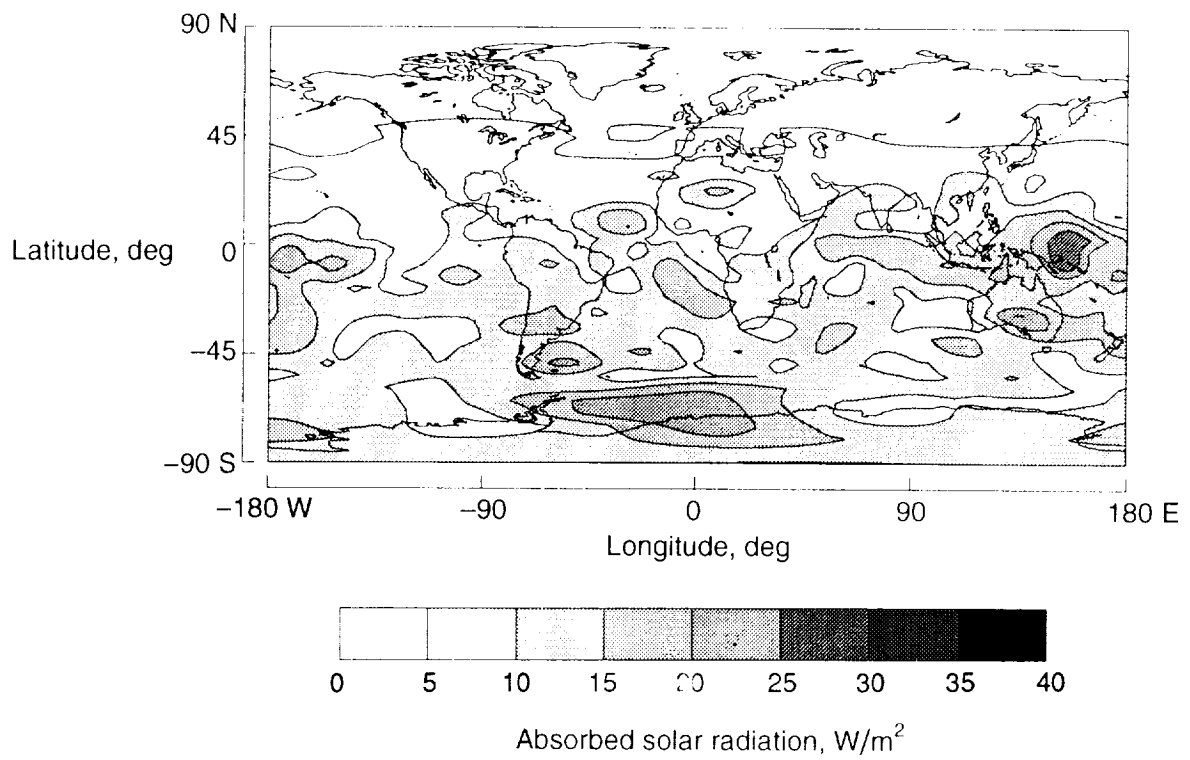 90 N
45
0
−45
−90 S
Latitude, deg
−180 W −90 0 90 180 E
Longitude, deg
0 5 10 15 20 25 30 35 40
Absorbed solar radiation, W/m²